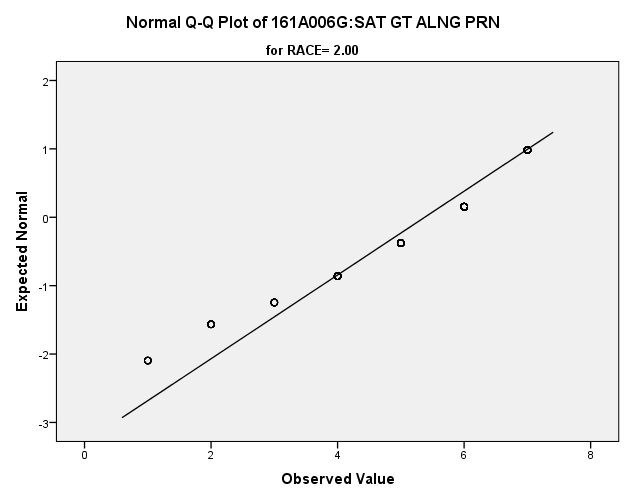 Normal Q-Q Plot of 161A006G:SAT GT ALNG PRN
for RACE= 2.00
2
1
0
-1
-2
-3
Expected Normal
0 2 4 6 8
Observed Value